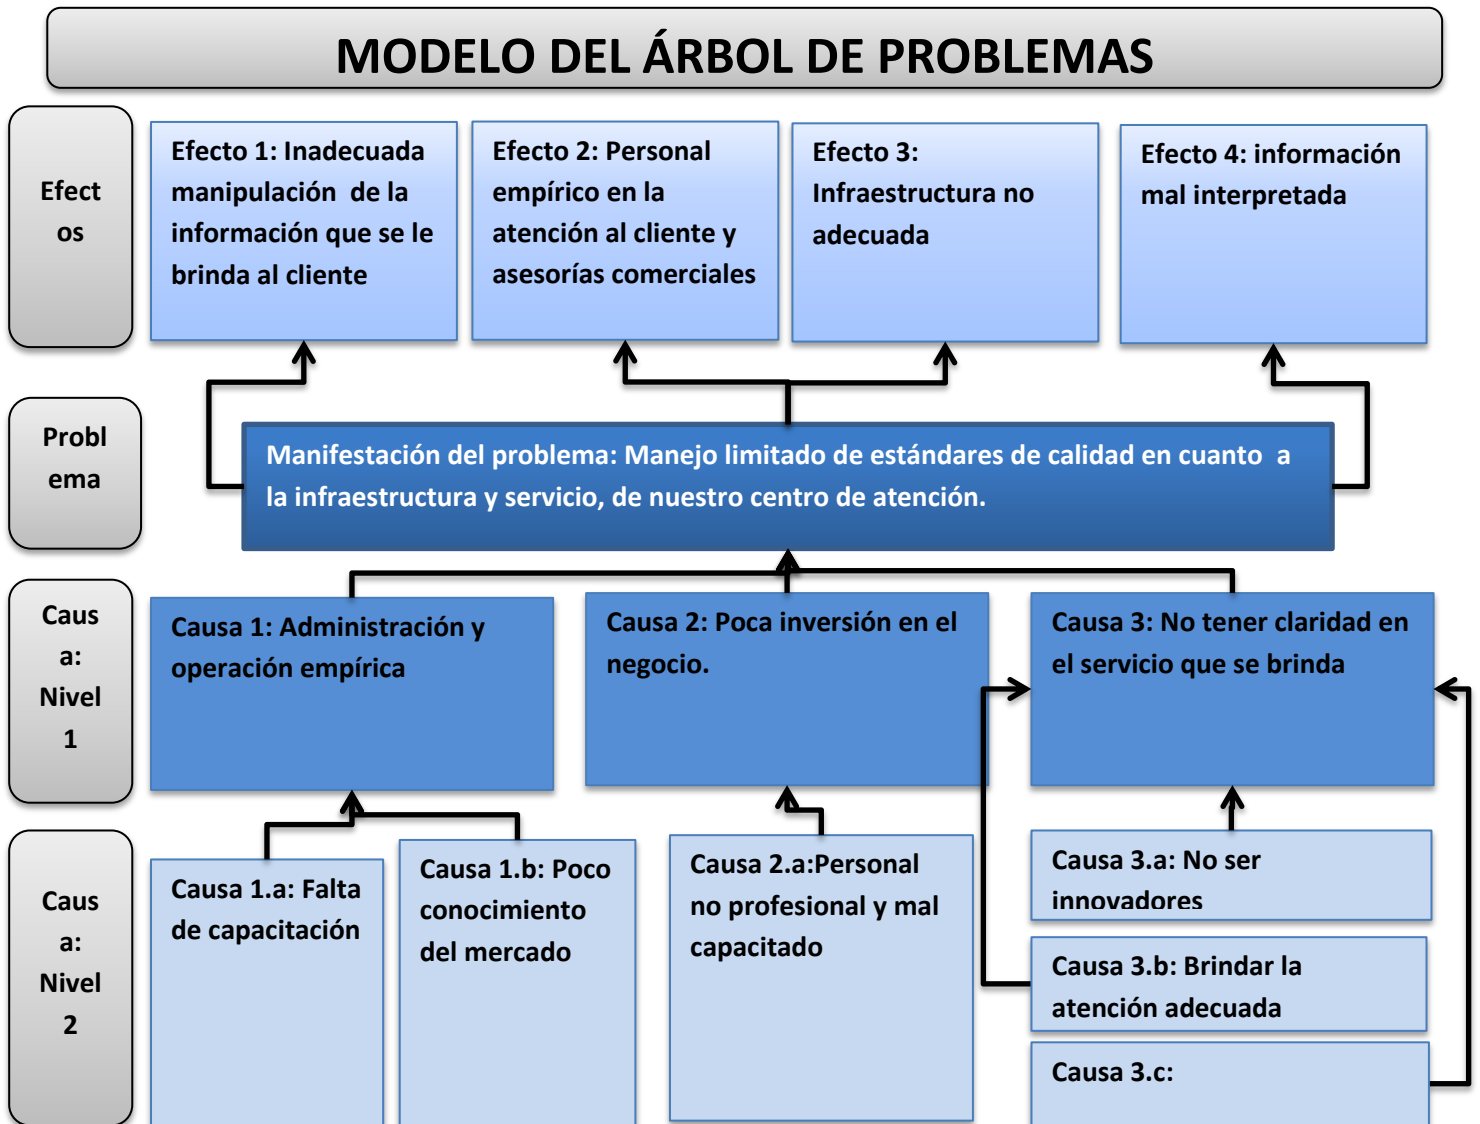 MODELO DEL ÁRBOL DE PROBLEMAS
Efect
os
Efecto 1: Inadecuada
manipulación  de la
información que se le
brinda al cliente
Efecto 2: Personal
empírico en la
atención al cliente y
asesorías comerciales
Efecto 3:
Infraestructura no
adecuada
Efecto 4: información
mal interpretada
Probl
ema
Manifestación del problema: Manejo limitado de estándares de calidad en cuanto  a
la infraestructura y servicio, de nuestro centro de atención.
Caus
a:
Nivel
1
Causa 1: Administración y
operación empírica
Causa 2: Poca inversión en el
negocio.
Causa 3: No tener claridad en
el servicio que se brinda
Caus
a:
Nivel
2
Causa 1.a: Falta
de capacitación
Causa 1.b: Poco
conocimiento
del mercado
Causa 2.a:Personal
no profesional y mal
capacitado
Causa 3.a: No ser
innovadores
Causa 3.b: Brindar la
atención adecuada
Causa 3.c: